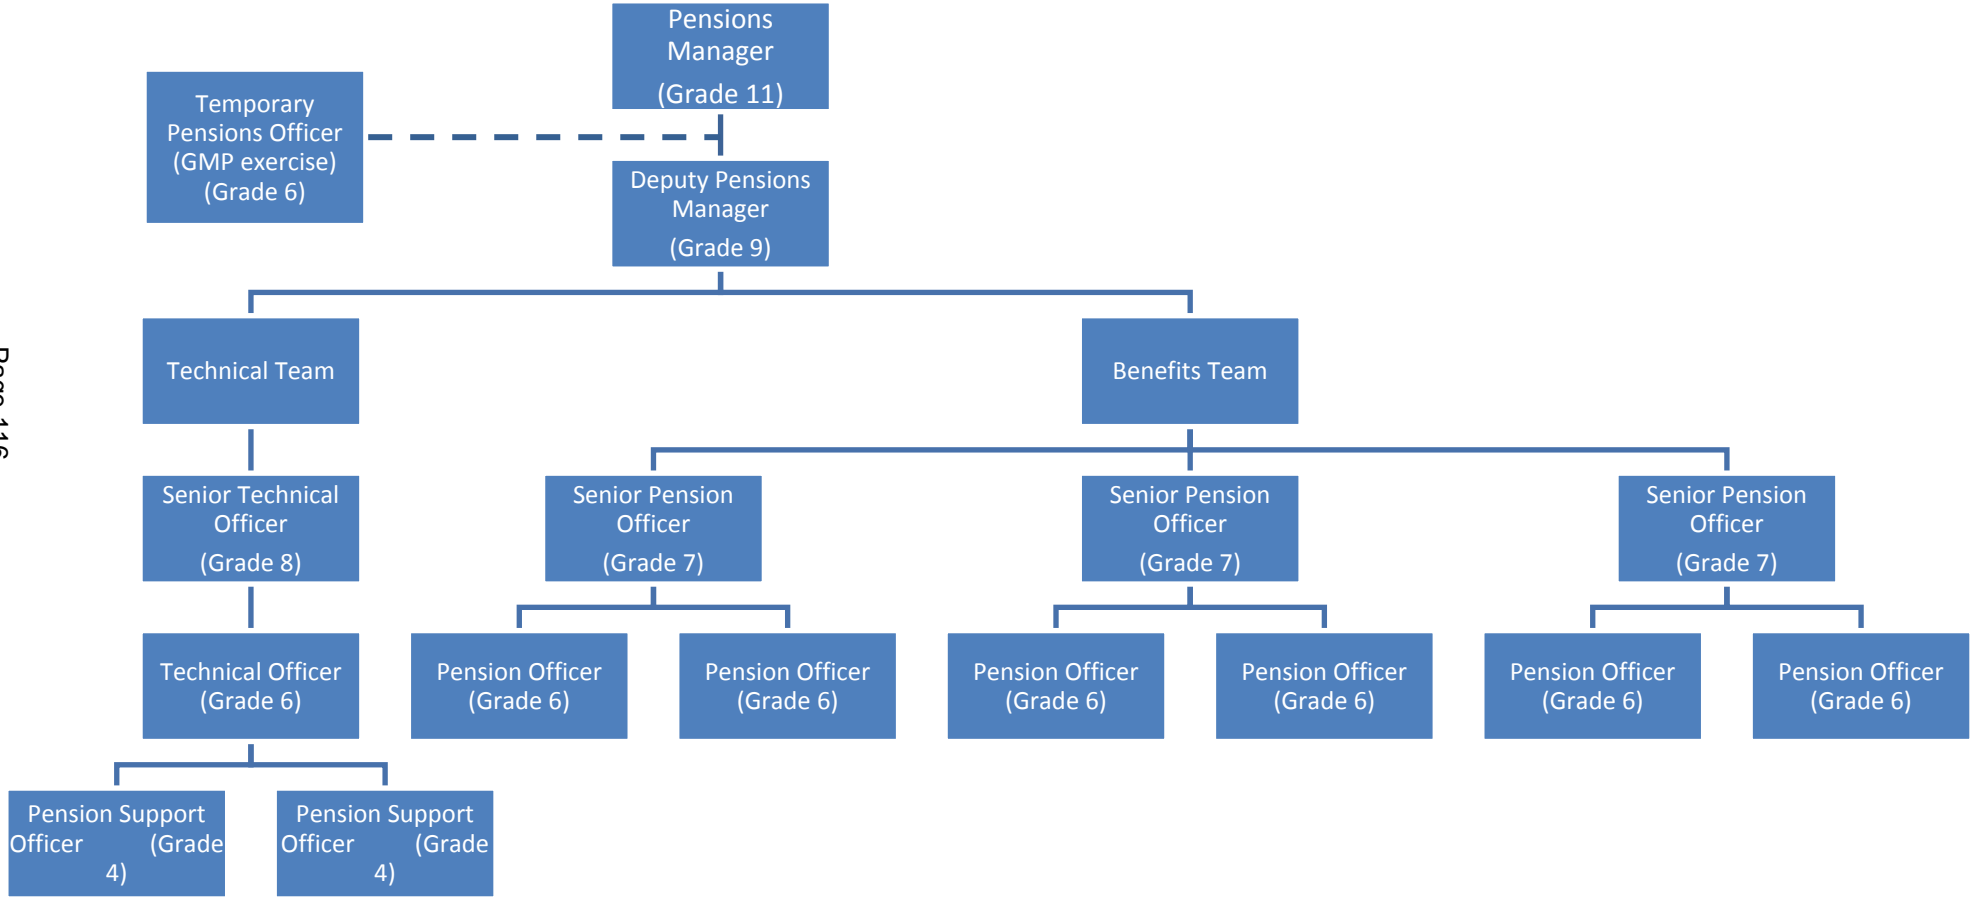 Pensions
Manager
(Grade 11)
Temporary
Pensions Officer
(GMP exercise)
(Grade 6)
Deputy Pensions
Manager
(Grade 9)
Technical Team
Benefits Team
Senior Technical
Officer
(Grade 8)
Senior Pension
Officer
(Grade 7)
Senior Pension
Officer
(Grade 7)
Senior Pension
Officer
(Grade 7)
Technical Officer
(Grade 6)
Pension Officer
(Grade 6)
Pension Officer
(Grade 6)
Pension Officer
(Grade 6)
Pension Officer
(Grade 6)
Pension Officer
(Grade 6)
Pension Officer
(Grade 6)
Pension Support
Officer (Grade
4)
Pension Support
Officer (Grade
4)
Page 116